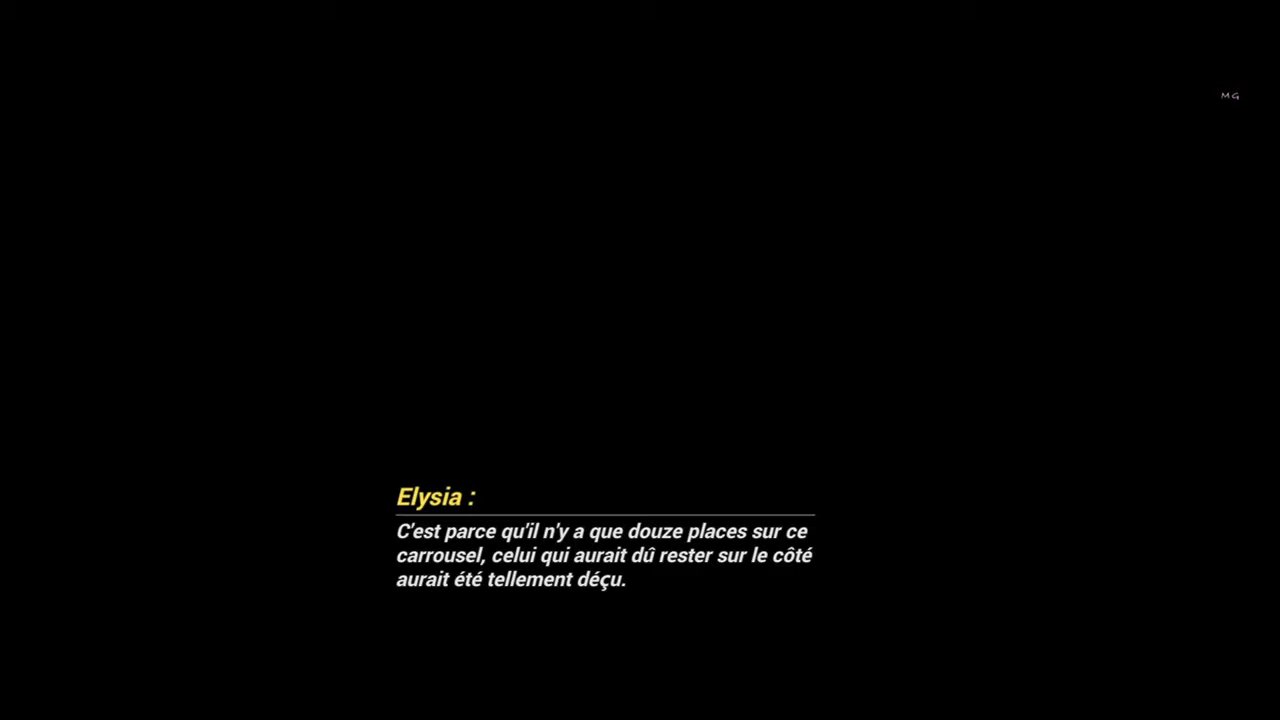 MG
Elysia :
C'est parce qu'il n'y a que douze places sur ce
carrousel, celui qui aurait dû rester sur le côté
aurait été tellement déçu.